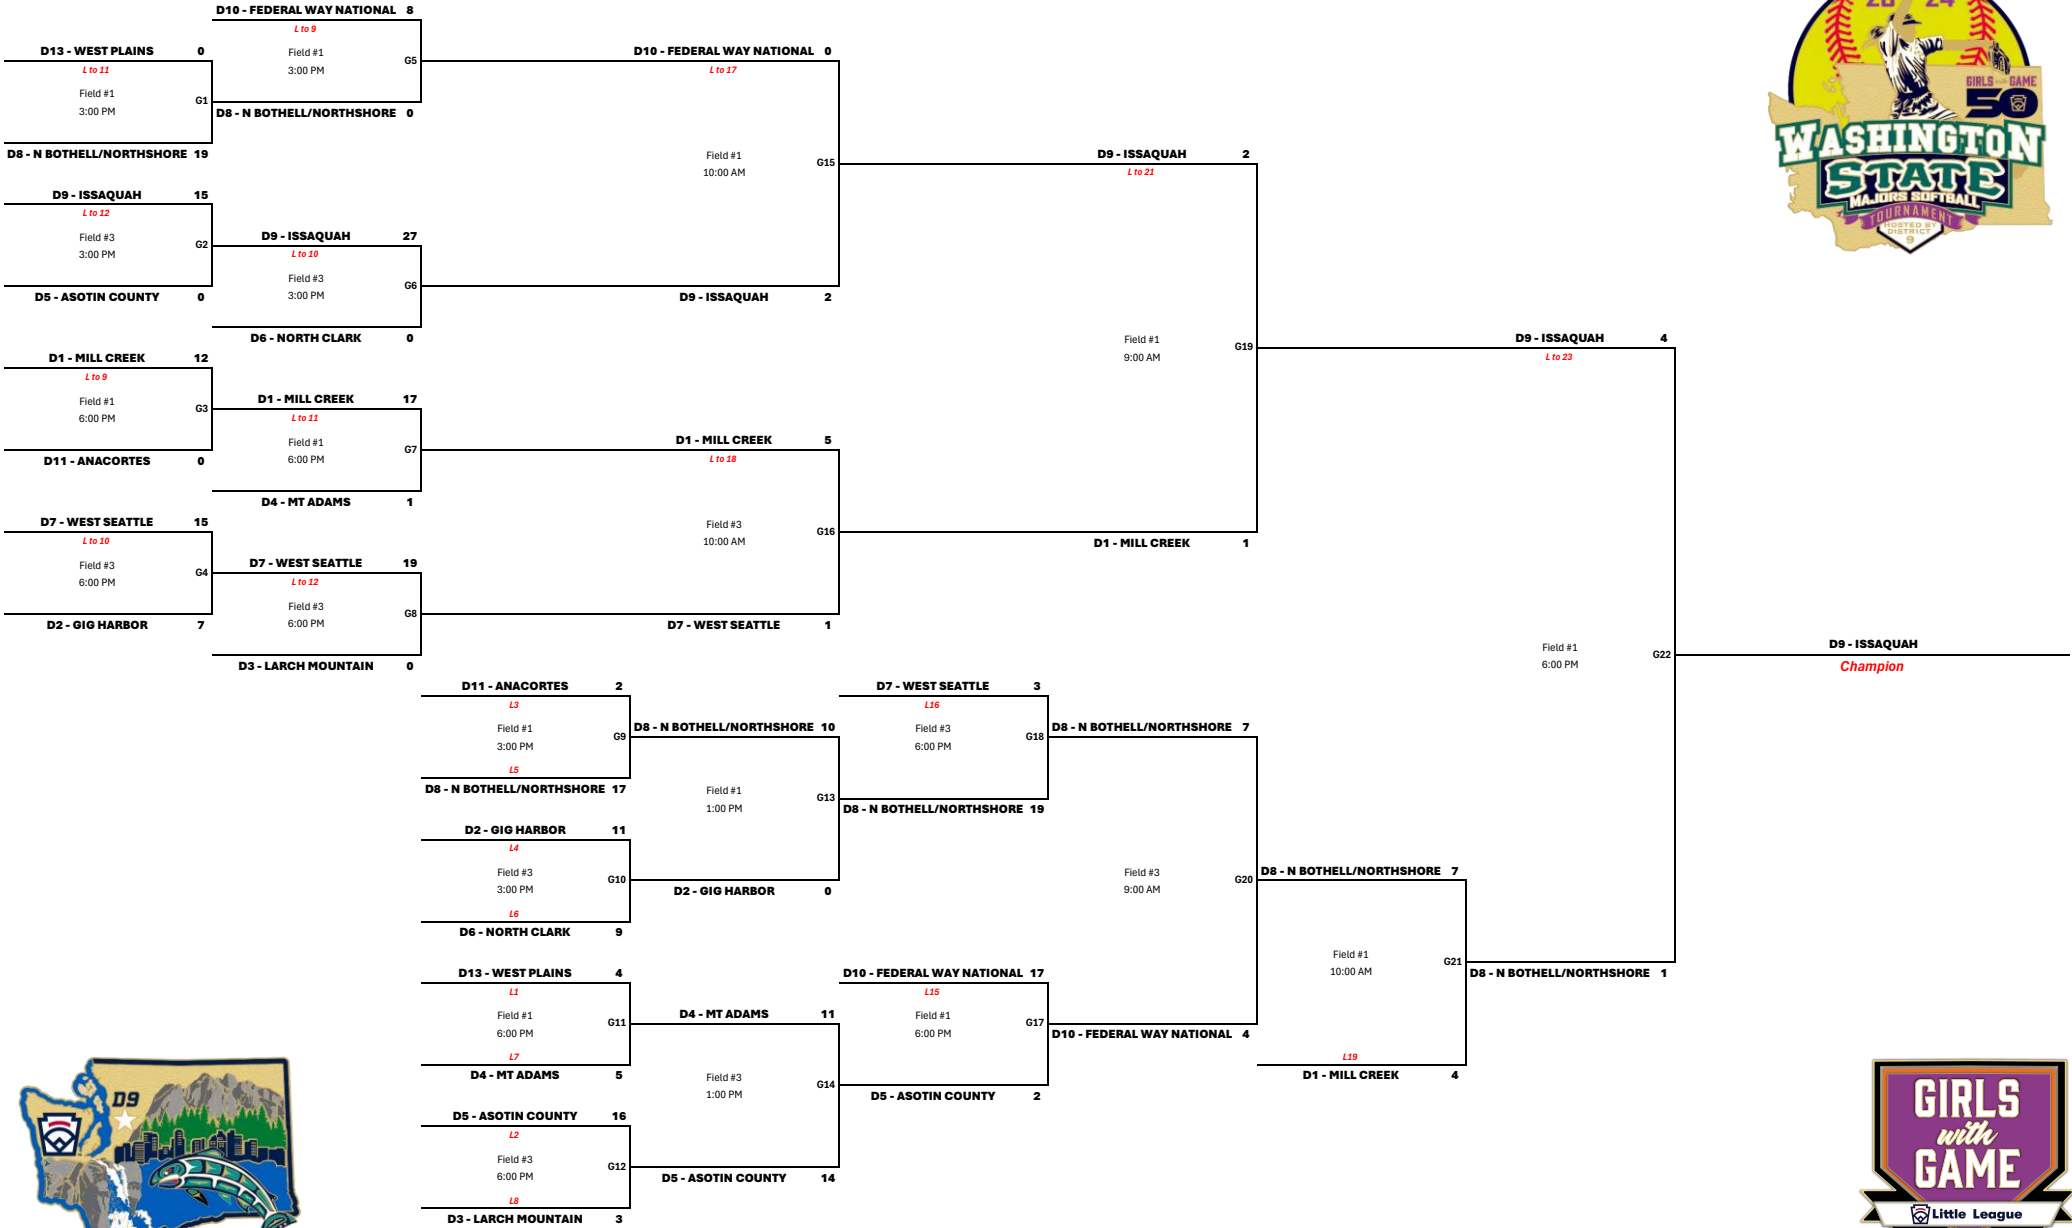 D10 - FEDERAL WAY NATIONAL 8
L to 9
Field #1
3:00 PM
G5
D8 - N BOTHELL/NORTHSHORE 0
D13 - WEST PLAINS 0
L to 11
Field #1
3:00 PM
G1
D8 - N BOTHELL/NORTHSHORE 19
D9 - ISSAQUAH 15
L to 12
Field #3
3:00 PM
G2
D5 - ASOTIN COUNTY 0
D9 - ISSAQUAH 27
L to 10
Field #3
3:00 PM
G6
D6 - NORTH CLARK 0
D1 - MILL CREEK 12
L to 9
Field #1
6:00 PM
G3
D11 - ANACORTES 0
D1 - MILL CREEK 17
L to 11
Field #1
6:00 PM
G7
D4 - MT ADAMS 1
D7 - WEST SEATTLE 15
L to 10
Field #3
6:00 PM
G4
D2 - GIG HARBOR 7
D7 - WEST SEATTLE 19
L to 12
Field #3
6:00 PM
G8
D3 - LARCH MOUNTAIN 0
D10 - FEDERAL WAY NATIONAL 0
L to 17
Field #1
10:00 AM
G15
D9 - ISSAQUAH 2
D1 - MILL CREEK 5
L to 18
Field #3
10:00 AM
G16
D7 - WEST SEATTLE 1
D9 - ISSAQUAH 2
L to 21
Field #1
9:00 AM
G19
D1 - MILL CREEK 1
D9 - ISSAQUAH 4
L to 23
Field #1
6:00 PM
G22
D8 - N BOTHELL/NORTHSHORE 1
D9 - ISSAQUAH
Champion
D11 - ANACORTES 2
L3
Field #1
3:00 PM
G9
L5
D8 - N BOTHELL/NORTHSHORE 17
D2 - GIG HARBOR 11
L4
Field #3
3:00 PM
G10
L6
D6 - NORTH CLARK 9
D13 - WEST PLAINS 4
L1
Field #1
6:00 PM
G11
L7
D4 - MT ADAMS 5
D5 - ASOTIN COUNTY 16
L2
Field #3
6:00 PM
G12
L8
D3 - LARCH MOUNTAIN 3
D8 - N BOTHELL/NORTHSHORE 10
Field #1
1:00 PM
G13
D2 - GIG HARBOR 0
D4 - MT ADAMS 11
Field #3
1:00 PM
G14
D5 - ASOTIN COUNTY 14
D7 - WEST SEATTLE 3
L16
Field #3
6:00 PM
G18
D8 - N BOTHELL/NORTHSHORE 19
D10 - FEDERAL WAY NATIONAL 17
L15
Field #1
6:00 PM
G17
D5 - ASOTIN COUNTY 2
D8 - N BOTHELL/NORTHSHORE 7
Field #3
9:00 AM
G20
D10 - FEDERAL WAY NATIONAL 4
D8 - N BOTHELL/NORTHSHORE 7
Field #1
10:00 AM
G21
L19
D1 - MILL CREEK 4
20 24
GIRLS with GAME
50
WASHINGTON
STATE
MAJORS SOFTBALL
TOURNAMENT
HOSTED BY
DISTRICT
9
D9
GIRLS
with
GAME
Little League